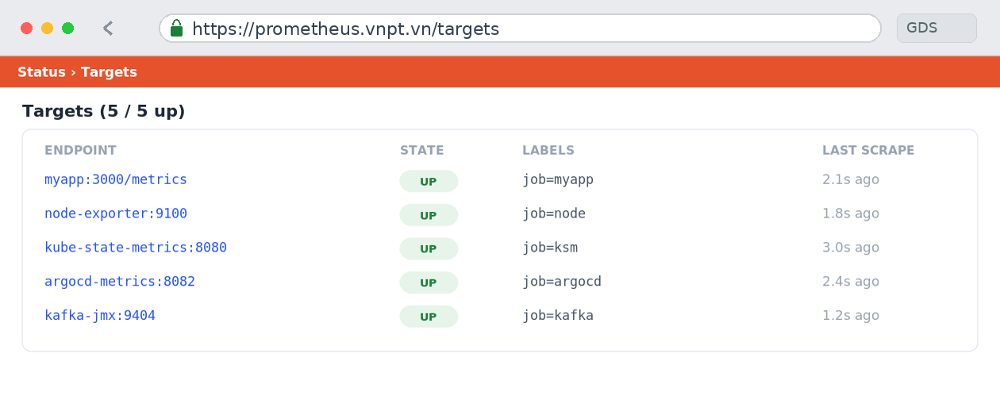 https://prometheus.vnpt.vn/targets
GDS
Status › Targets
Targets (5 / 5 up)
ENDPOINT STATE LABELS LAST SCRAPE
myapp:3000/metrics UP job=myapp 2.1s ago
node-exporter:9100 UP job=node 1.8s ago
kube-state-metrics:8080 UP job=ksm 3.0s ago
argocd-metrics:8082 UP job=argocd 2.4s ago
kafka-jmx:9404 UP job=kafka 1.2s ago